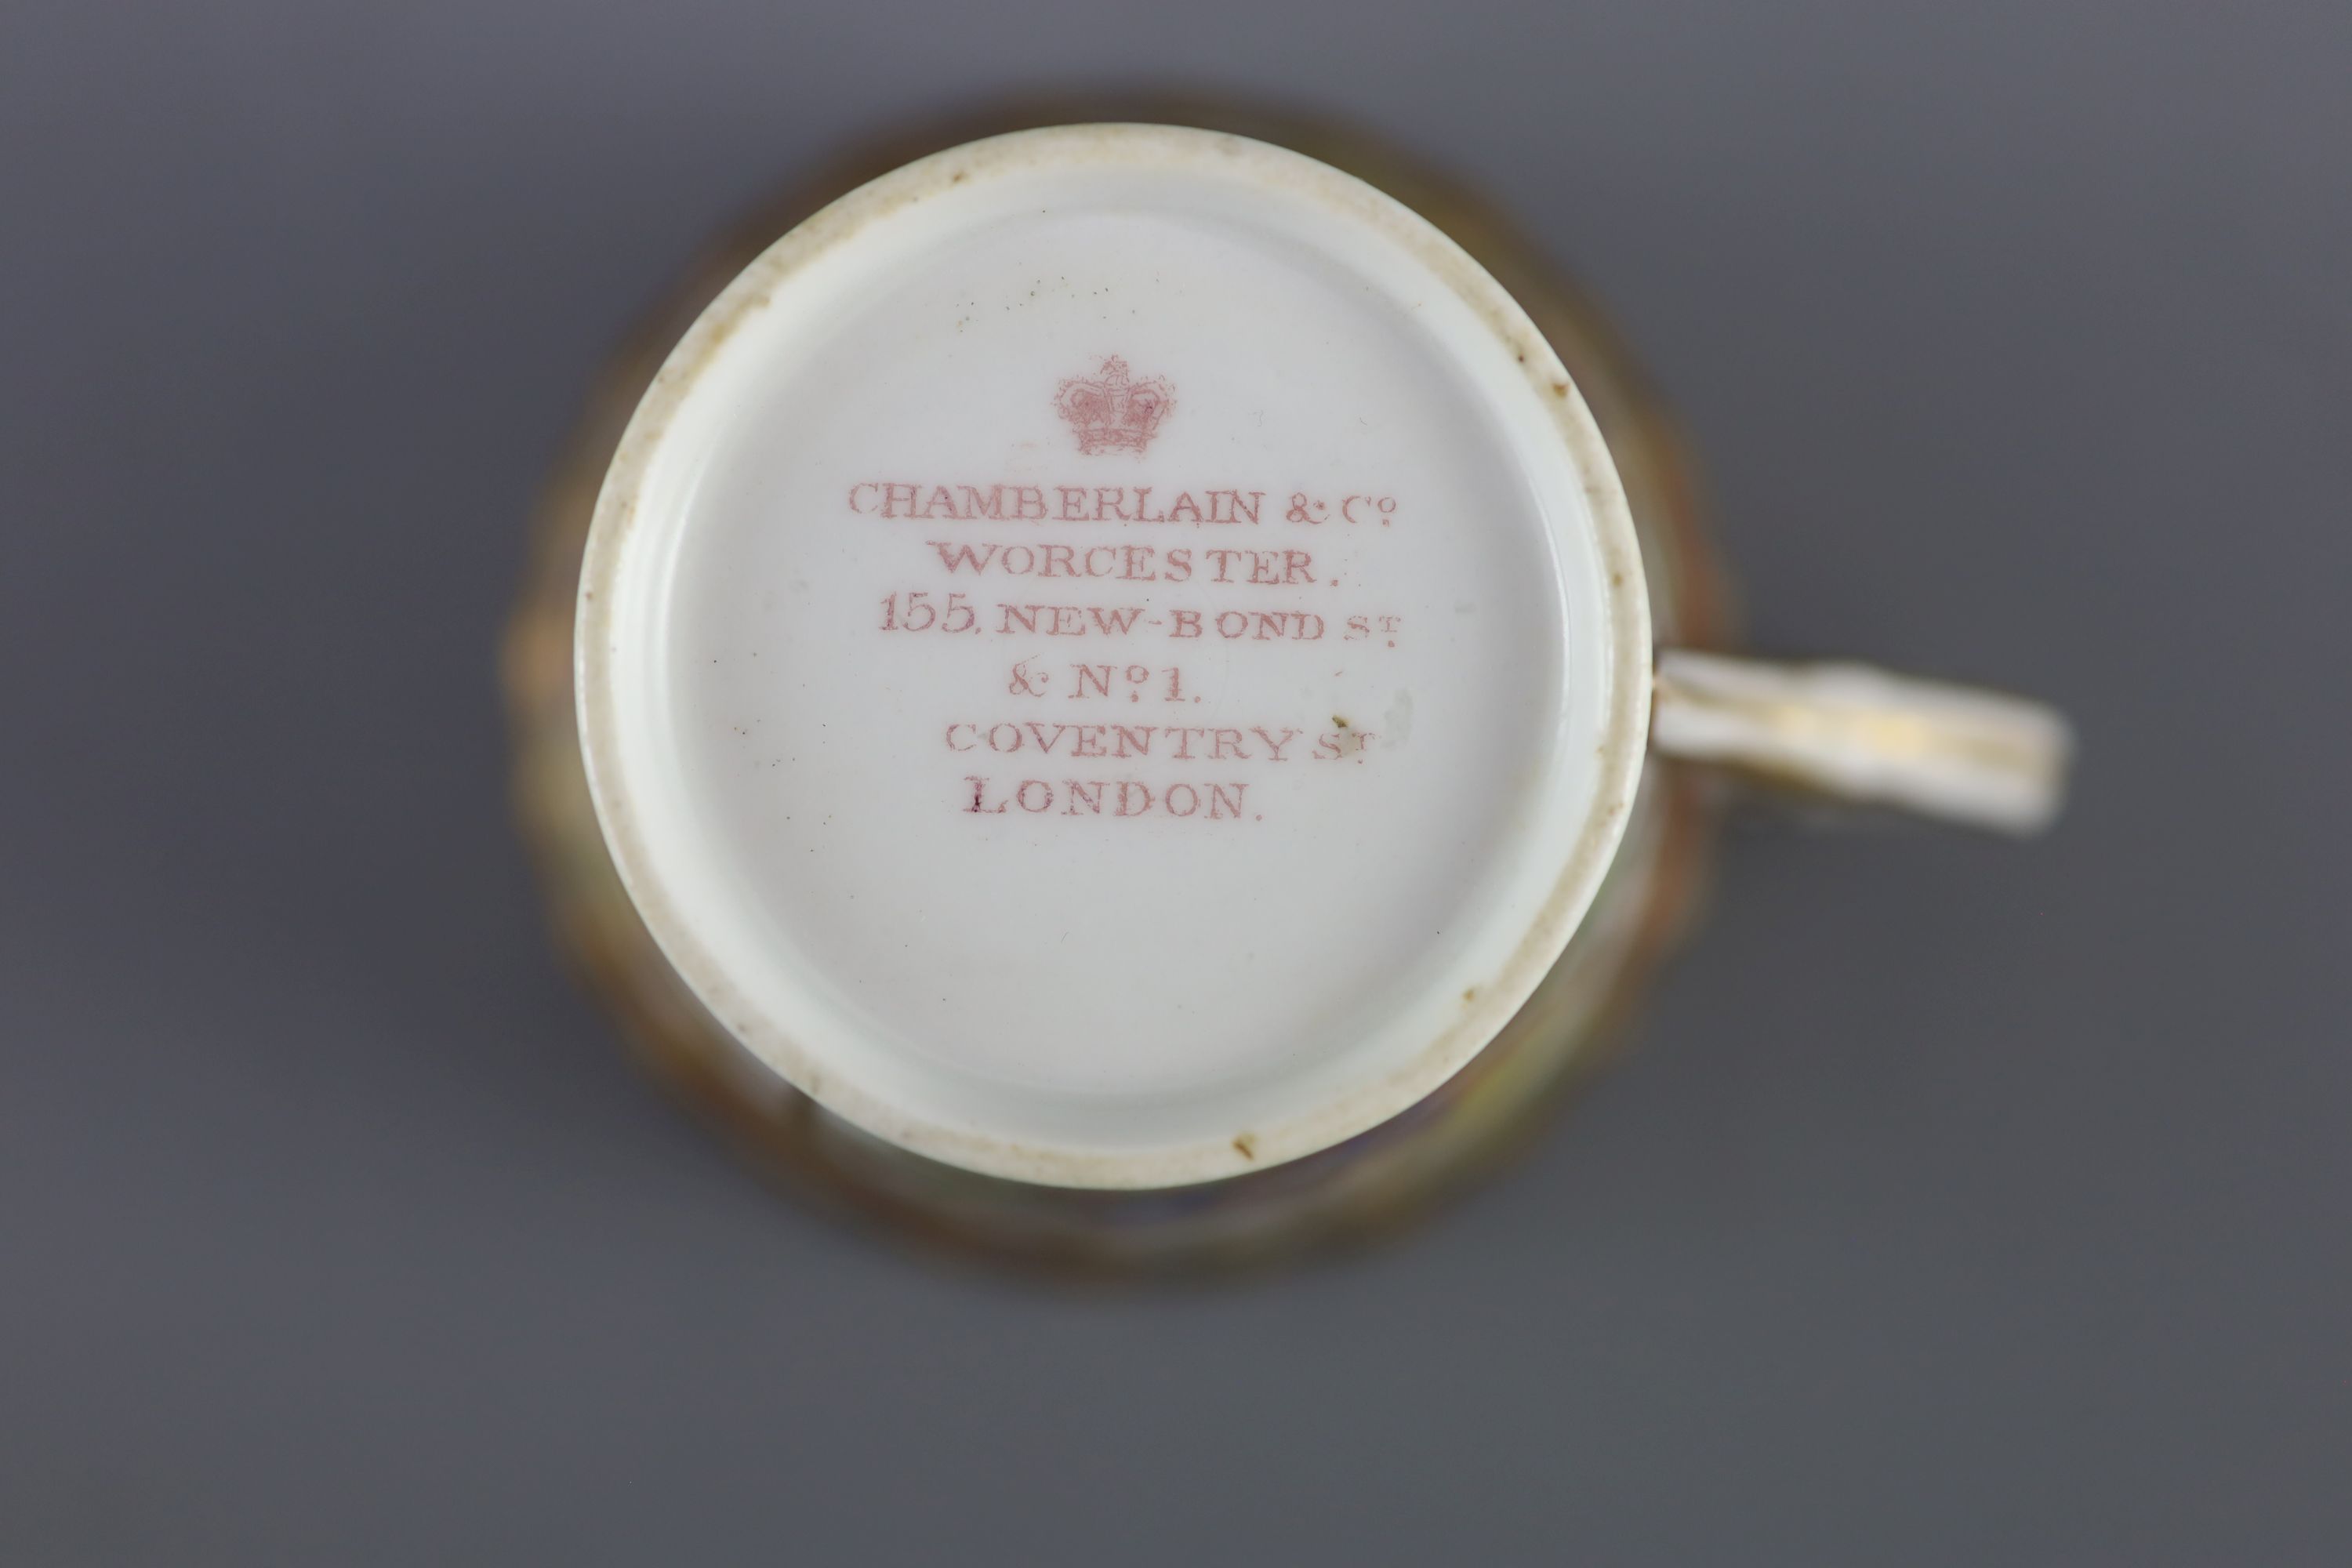 CHAMBERLAIN & Cº
WORCESTER.
155, NEW-BOND ST.
& Nº 1.
COVENTRY ST.
LONDON.